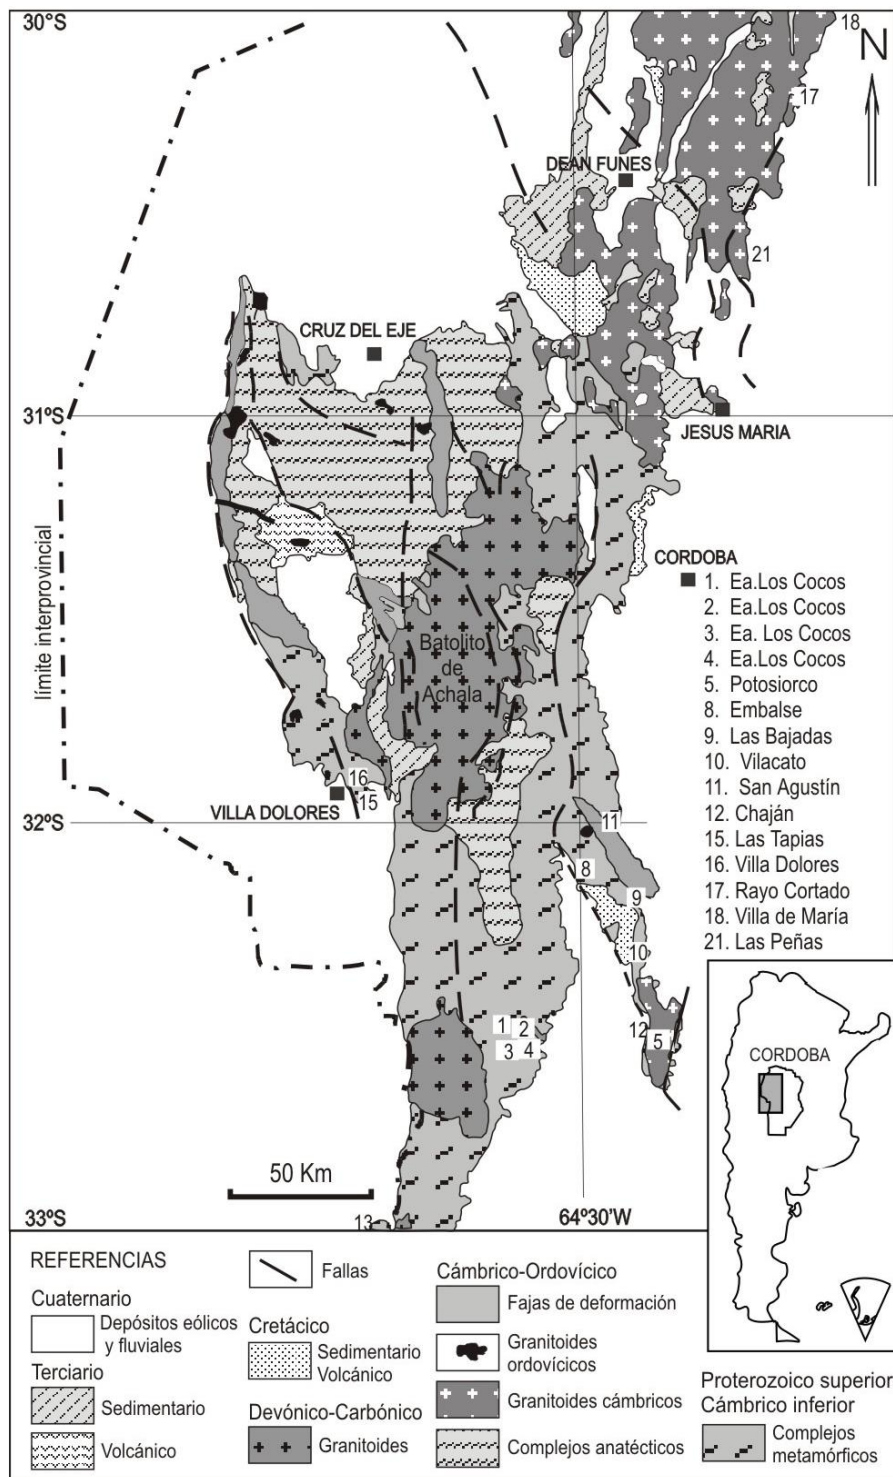 30°S
18
N
17
DEAN FUNES
21
CRUZ DEL EJE
31°S
JESUS MARIA
CORDOBA
1. Ea.Los Cocos
2. Ea.Los Cocos
3. Ea. Los Cocos
4. Ea.Los Cocos
5. Potosiorco
8. Embalse
9. Las Bajadas
10. Vilacato
11. San Agustín
12. Chaján
15. Las Tapias
16. Villa Dolores
17. Rayo Cortado
18. Villa de María
21. Las Peñas
límite interprovincial
Batolito
de
Achala
16
15
VILLA DOLORES
32°S
11
8
9
10
1
2
3
4
12
5
CORDOBA
50 Km
33°S
13
64°30'W
REFERENCIAS
Cuaternario
Depósitos eólicos
y fluviales
Terciario
Sedimentario
Volcánico
Fallas
Cretácico
Sedimentario
Volcánico
Devónico-Carbónico
Granitoides
Cámbrico-Ordovícico
Fajas de deformación
Granitoides
ordovícicos
Granitoides cámbricos
Complejos anatécticos
Proterozoico superior
Cámbrico inferior
Complejos
metamórficos